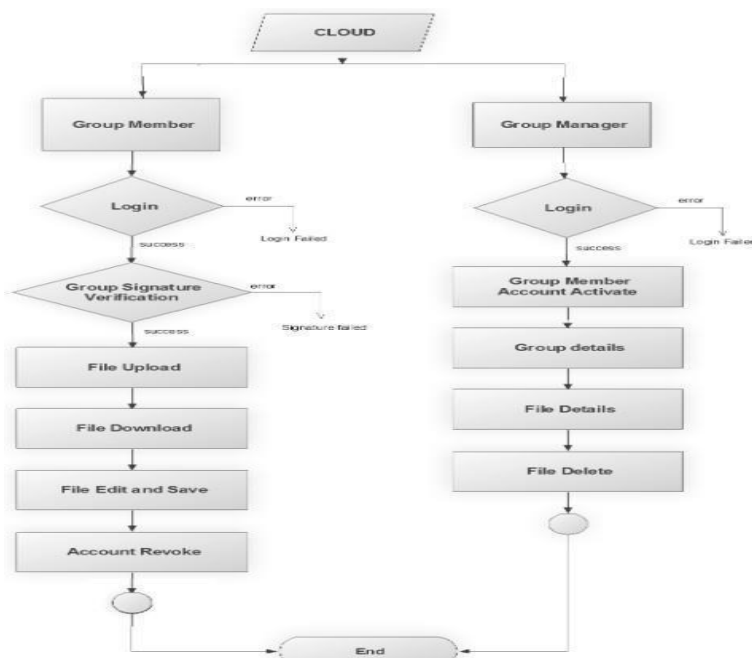 CLOUD
Group Member
Login
error
Login Failed
success
Group Signature
Verification
error
Signature failed
success
File Upload
File Download
File Edit and Save
Account Revoke
Group Manager
Login
error
Login Failed
success
Group Member
Account Activate
Group details
File Details
File Delete
End